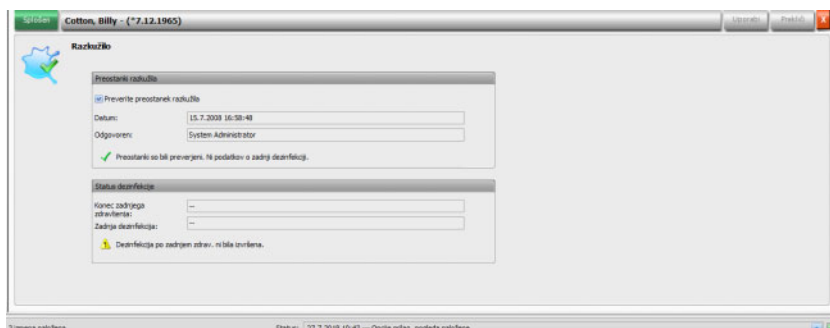 Splošen Cotton, Billy - (*7.12.1965) Uporabi Prekliči X
Razkužilo
Preostanki razkužila
Preverite preostanek razkužila
Datum: 15.7.2008 16:58:48
Odgovoren: System Administrator
Preostanki so bili preverjeni. Ni podatkov o zadnji dezinfekciji.
Status dezinfekcije
Konec zadnjega
zdravljenja: ---
Zadnja dezinfekcija: ---
Dezinfekcija po zadnjem zdrav. ni bila izvršena.
Status: